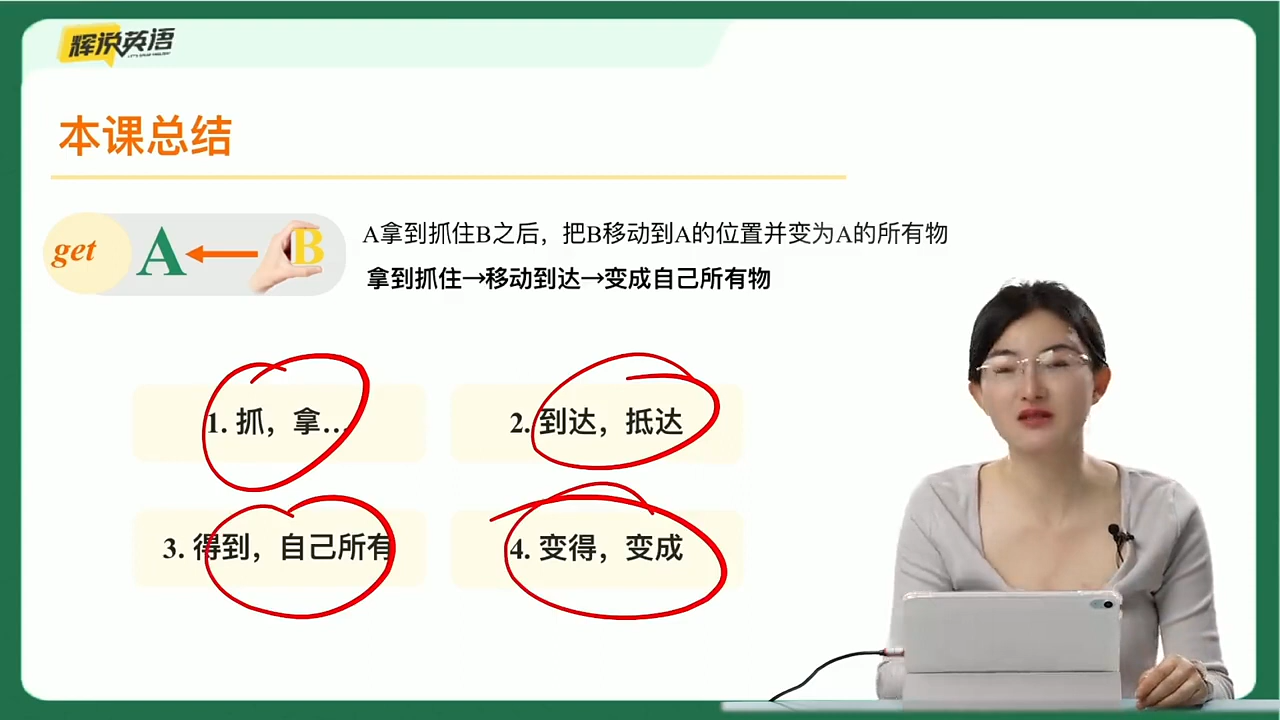 辉说英语
本课总结
get A B
A拿到抓住B之后，把B移动到A的位置并变为A的所有物
拿到抓住→移动到达→变成自己所有物
1. 抓，拿…
2. 到达，抵达
3. 得到，自己所有
4. 变得，变成